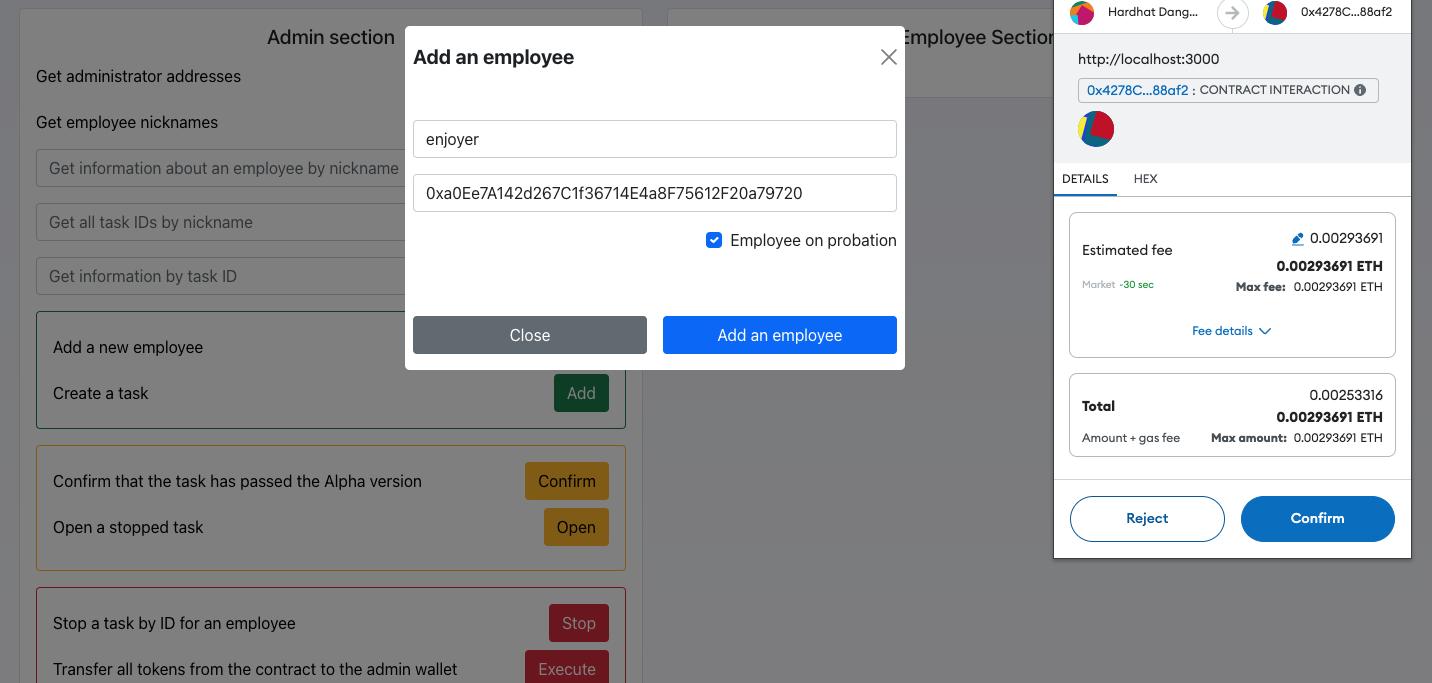 Admin section
Get administrator addresses
Get employee nicknames
Get information about an employee by nickname
Get all task IDs by nickname
Get information by task ID
Add a new employee
Create a task
Add
Confirm that the task has passed the Alpha version
Confirm
Open a stopped task
Open
Stop a task by ID for an employee
Stop
Transfer all tokens from the contract to the admin wallet
Execute
Add an employee
enjoyer
0xa0Ee7A142d267C1f36714E4a8F75612F20a79720
Employee on probation
Close
Add an employee
Employee Section
Hardhat Dang...
0x4278C...88af2
http://localhost:3000
0x4278C...88af2 : CONTRACT INTERACTION
DETAILS
HEX
Estimated fee
0.00293691
0.00293691 ETH
Market ~30 sec
Max fee: 0.00293691 ETH
Fee details
0.00253316
Total
0.00293691 ETH
Amount + gas fee
Max amount: 0.00293691 ETH
Reject
Confirm